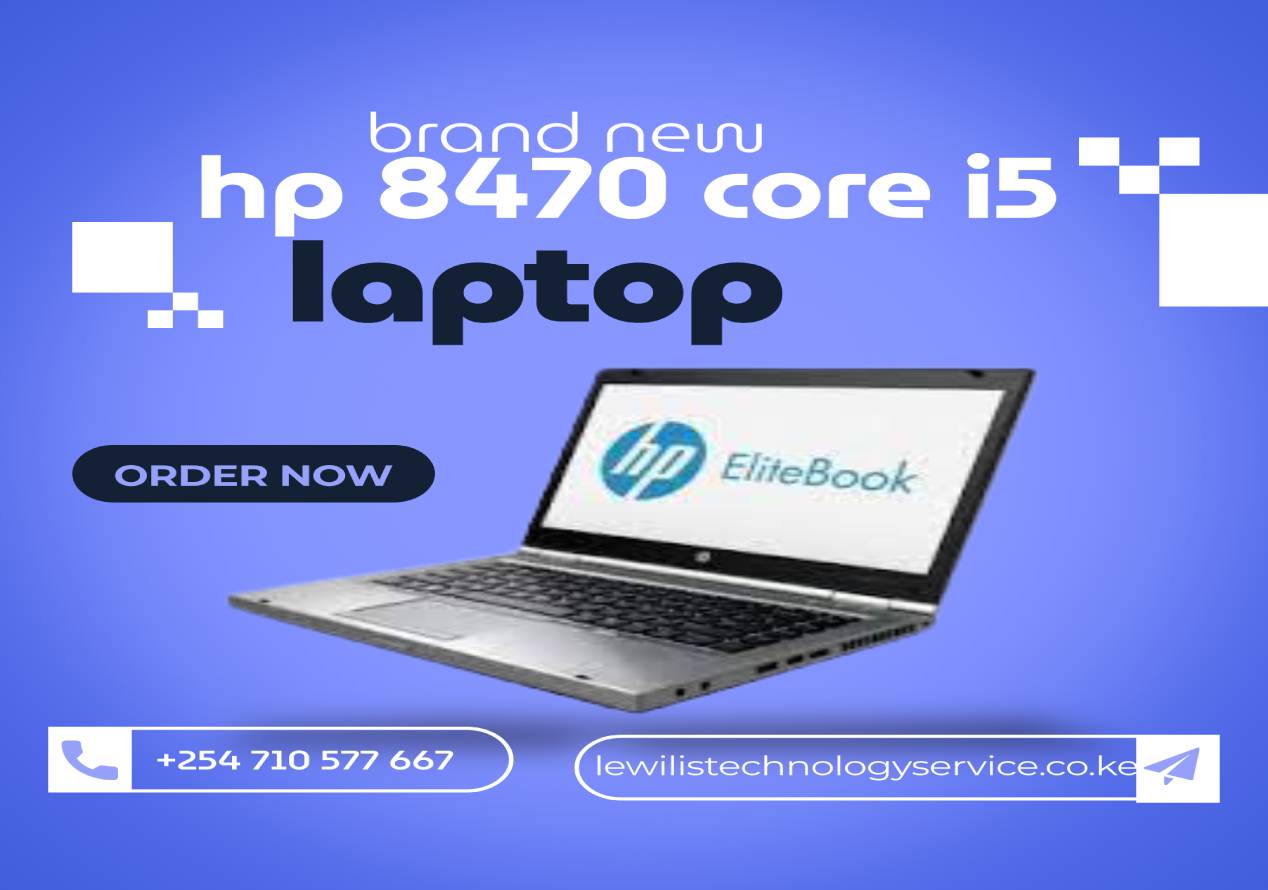 brand new
hp 8470 core i5
laptop
hp EliteBook
ORDER NOW
+254 710 577 667
lewilistechnologyservice.co.ke